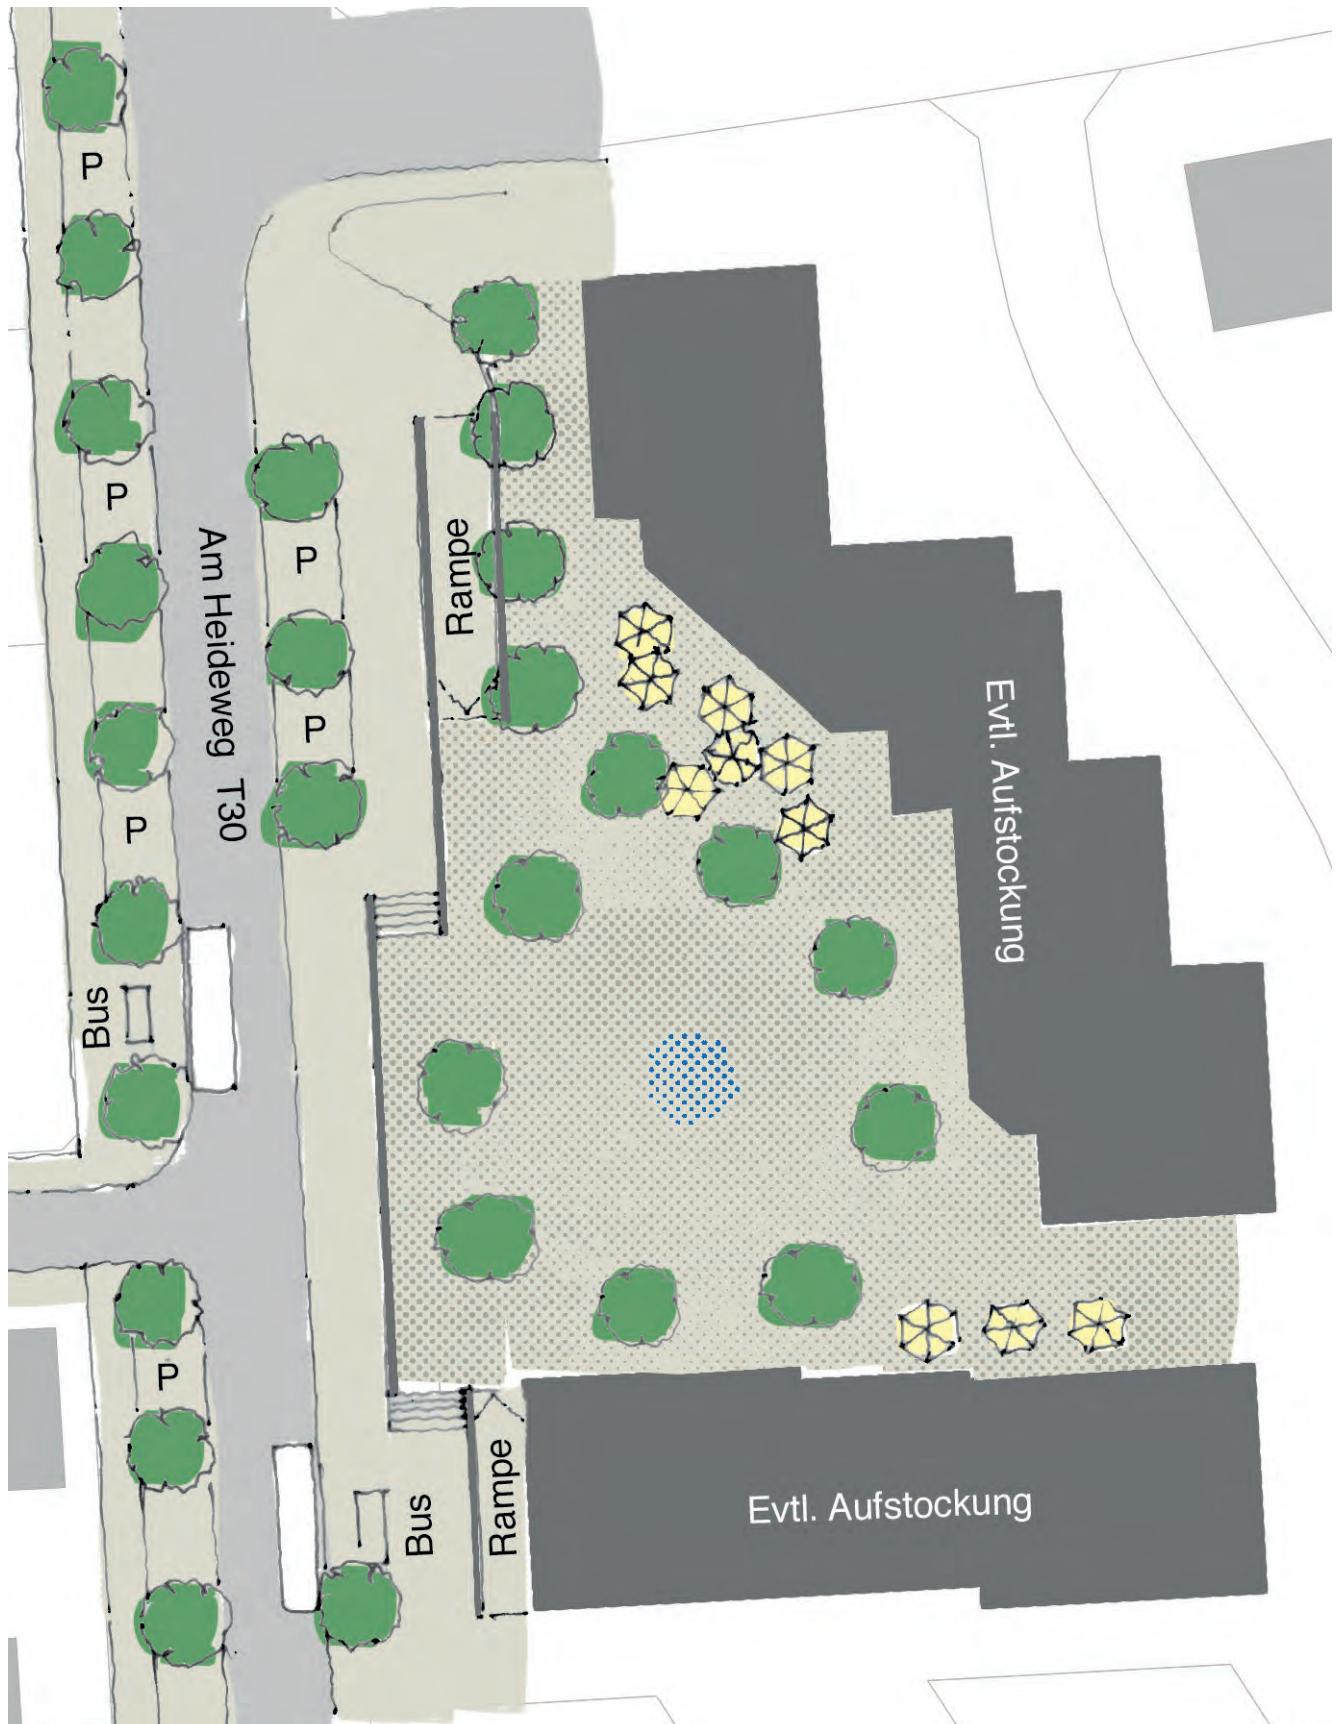 P
P
P
Rampe
Am Heideweg T30
P
Evtl. Aufstockung
P
Bus
P
Bus
Rampe
Evtl. Aufstockung